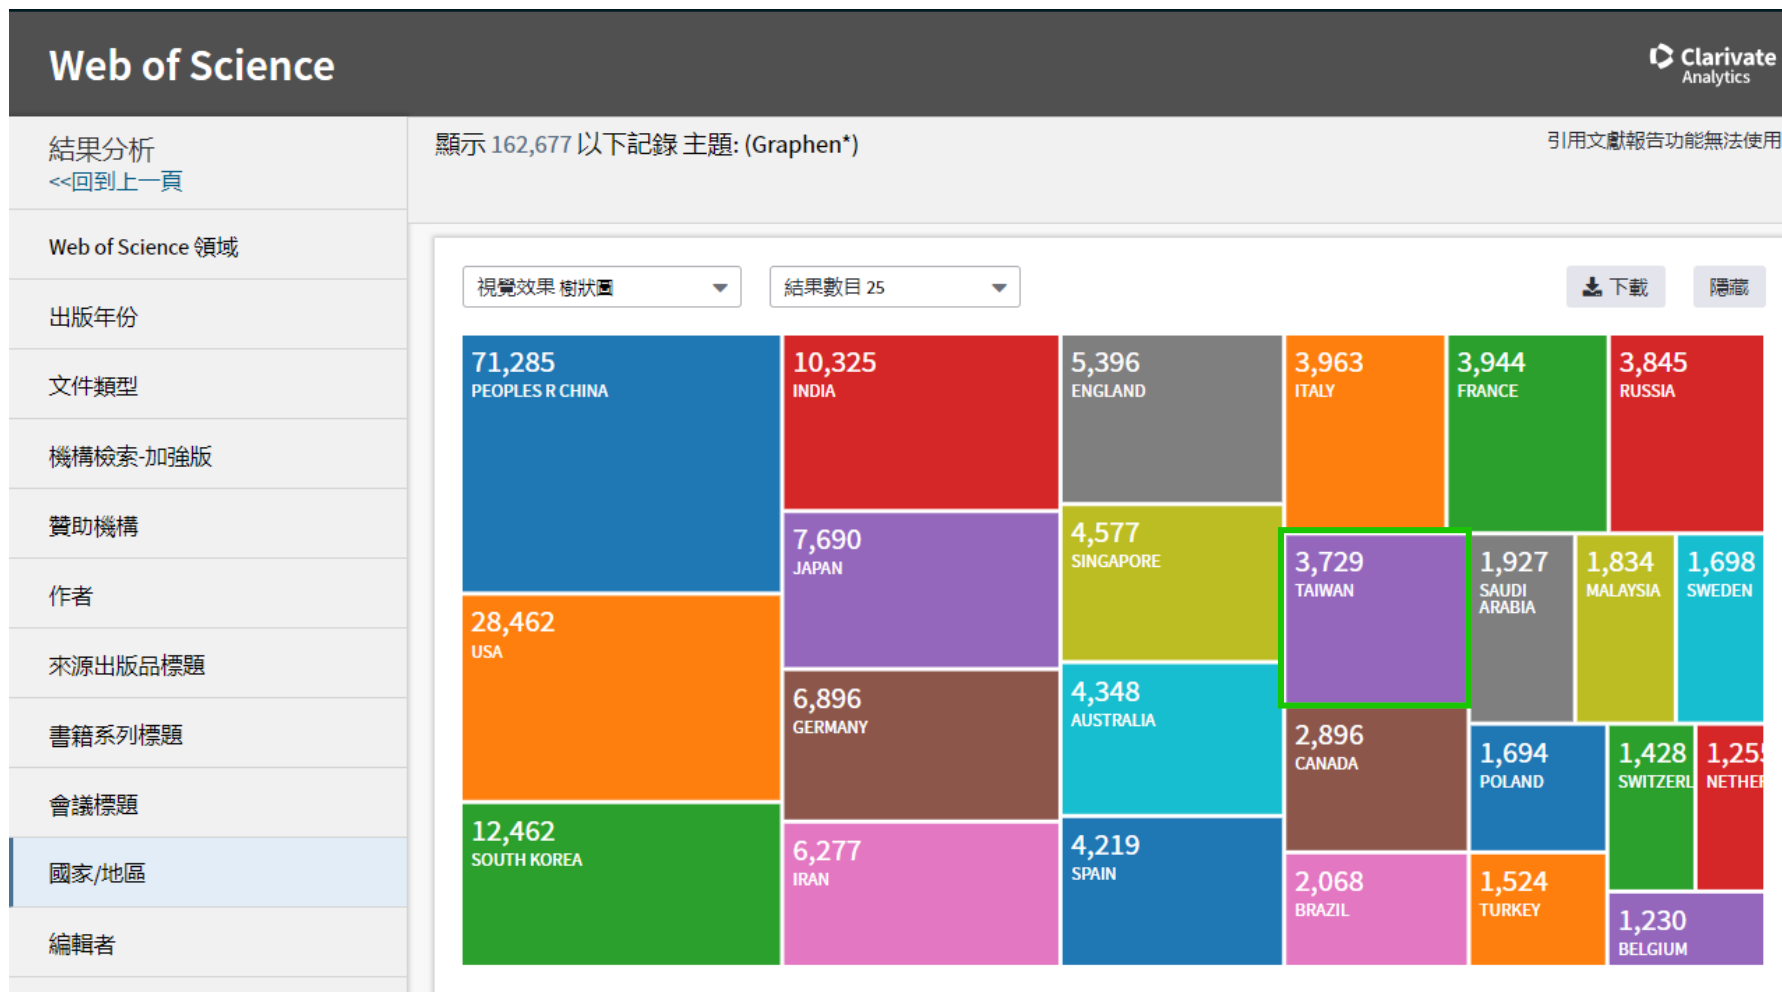 Web of Science
Clarivate
Analytics
結果分析
<<回到上一頁
顯示 162,677 以下記錄 主題: (Graphen*)
引用文獻報告功能無法使用
Web of Science 領域
出版年份
文件類型
機構檢索-加強版
贊助機構
作者
來源出版品標題
書籍系列標題
會議標題
國家/地區
編輯者
視覺效果 樹狀圖
結果數目 25
下載
隱藏
71,285
PEOPLES R CHINA
28,462
USA
12,462
SOUTH KOREA
10,325
INDIA
7,690
JAPAN
6,896
GERMANY
6,277
IRAN
5,396
ENGLAND
4,577
SINGAPORE
4,348
AUSTRALIA
4,219
SPAIN
3,963
ITALY
3,944
FRANCE
3,845
RUSSIA
3,729
TAIWAN
2,896
CANADA
2,068
BRAZIL
1,927
SAUDI
ARABIA
1,834
MALAYSIA
1,698
SWEDEN
1,694
POLAND
1,524
TURKEY
1,428
SWITZERL
1,25
NETHER
1,230
BELGIUM